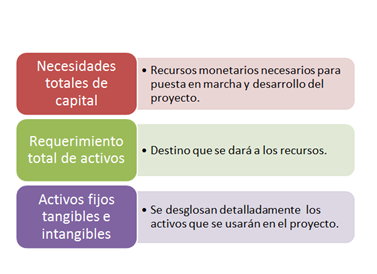 Necesidades
totales de
capital
• Recursos monetarios necesarios para
puesta en marcha y desarrollo del
proyecto.
Requerimiento
total de activos
• Destino que se dará a los recursos.
Activos fijos
tangibles e
intangibles
• Se desglosan detalladamente los
activos que se usarán en el proyecto.